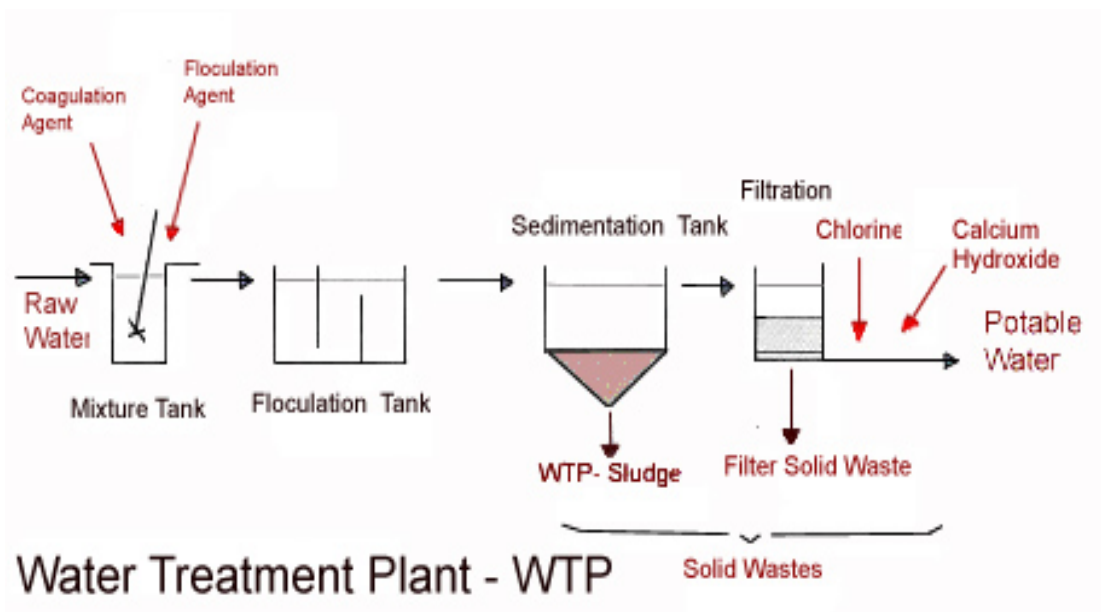 Floculation
Agent
Coagulation
Agent
Filtration
Sedimentation Tank
Chlorine
Calcium
Hydroxide
Raw
Water
Potable
Water
Mixture Tank
Floculation Tank
WTP- Sludge
Filter Solid Waste
Solid Wastes
Water Treatment Plant - WTP